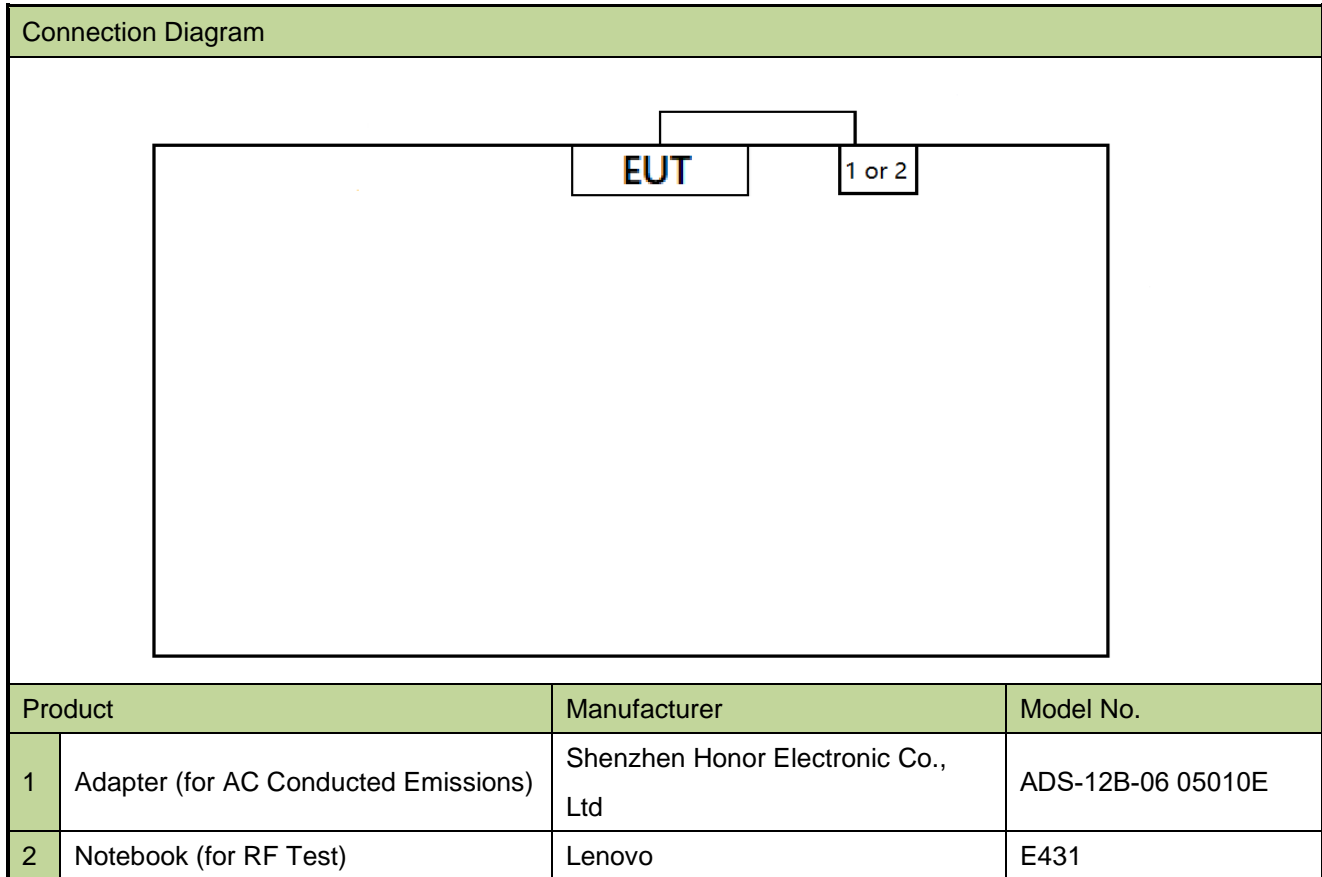 Connection Diagram
EUT
1 or 2
Product Manufacturer Model No.
1 Adapter (for AC Conducted Emissions) Shenzhen Honor Electronic Co., Ltd ADS-12B-06 05010E
2 Notebook (for RF Test) Lenovo E431